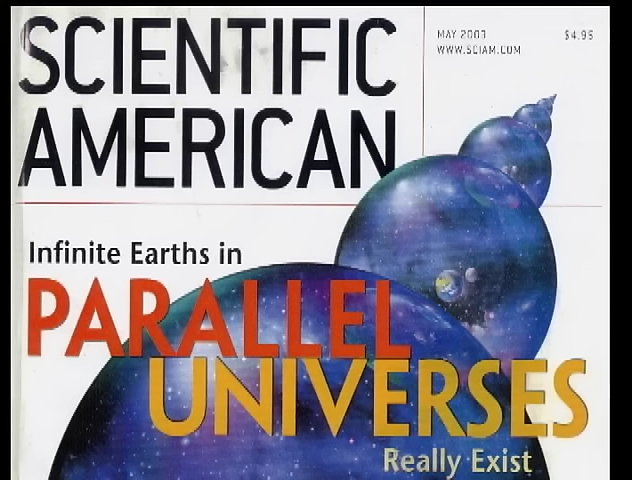 SCIENTIFIC
AMERICAN
MAY 2003
$4.95
WWW.SCIAM.COM
Infinite Earths in
PARALLEL
UNIVERSES
Really Exist